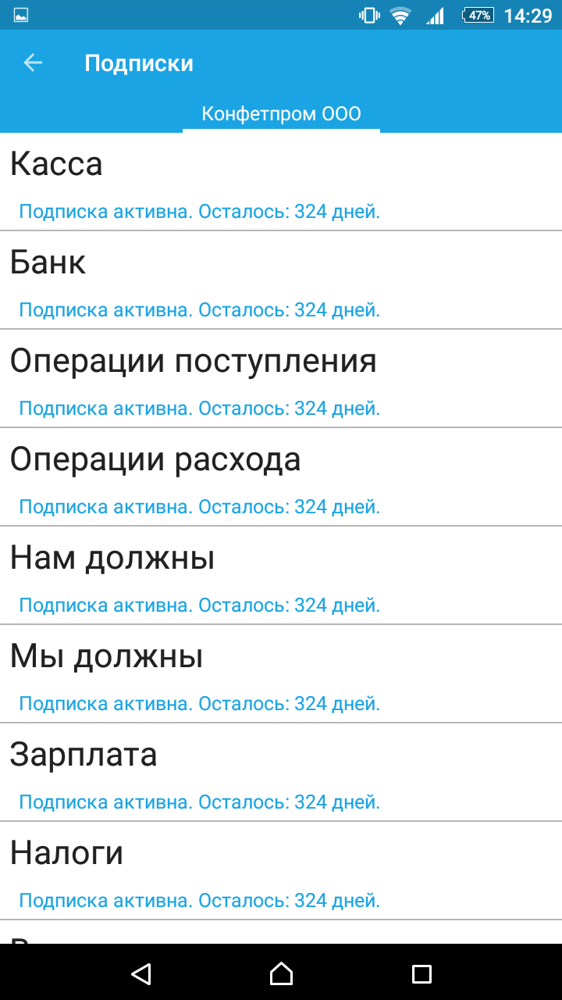 47% 14:29
Подписки
Конфетпром ООО
Касса
Подписка активна. Осталось: 324 дней.
Банк
Подписка активна. Осталось: 324 дней.
Операции поступления
Подписка активна. Осталось: 324 дней.
Операции расхода
Подписка активна. Осталось: 324 дней.
Нам должны
Подписка активна. Осталось: 324 дней.
Мы должны
Подписка активна. Осталось: 324 дней.
Зарплата
Подписка активна. Осталось: 324 дней.
Налоги
Подписка активна. Осталось: 324 дней.